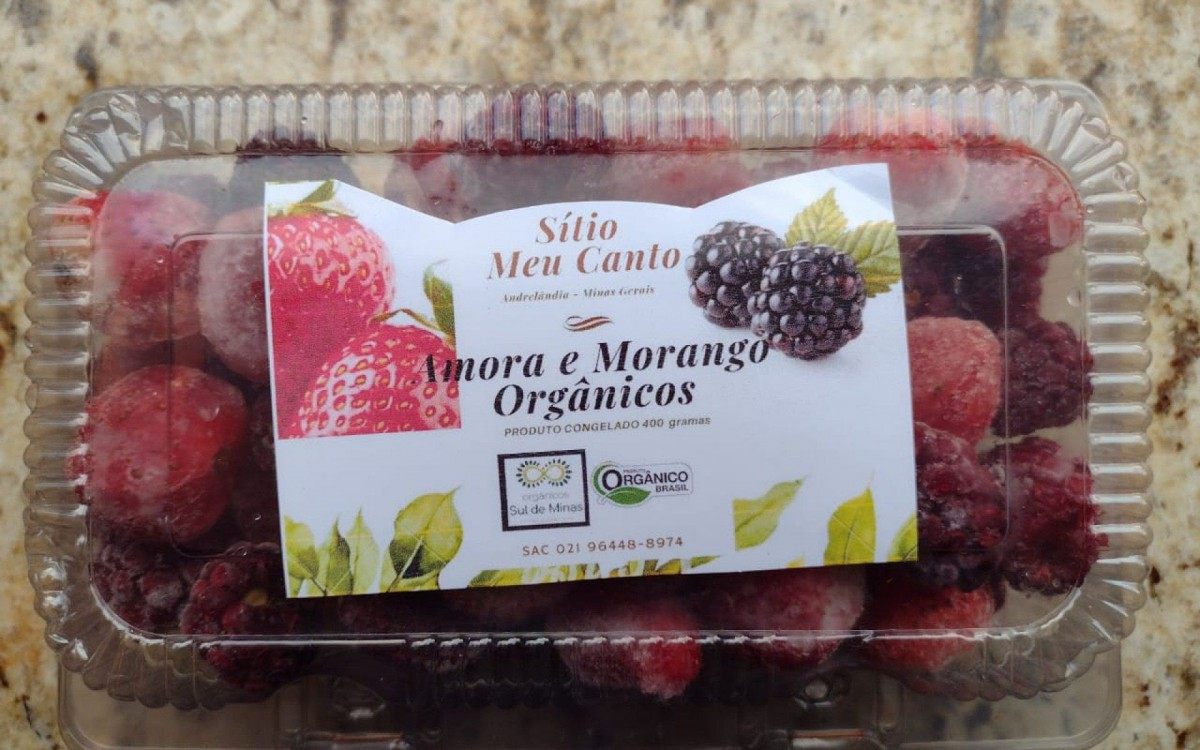 Sítio
Meu Canto
Andrelândia - Minas Gerais
Amora e Morango
Orgânicos
PRODUTO CONGELADO 400 gramas
orgânicos
Sul de Minas
PRODUTO
ORGÂNICO
BRASIL
SAC 021 96448-8974